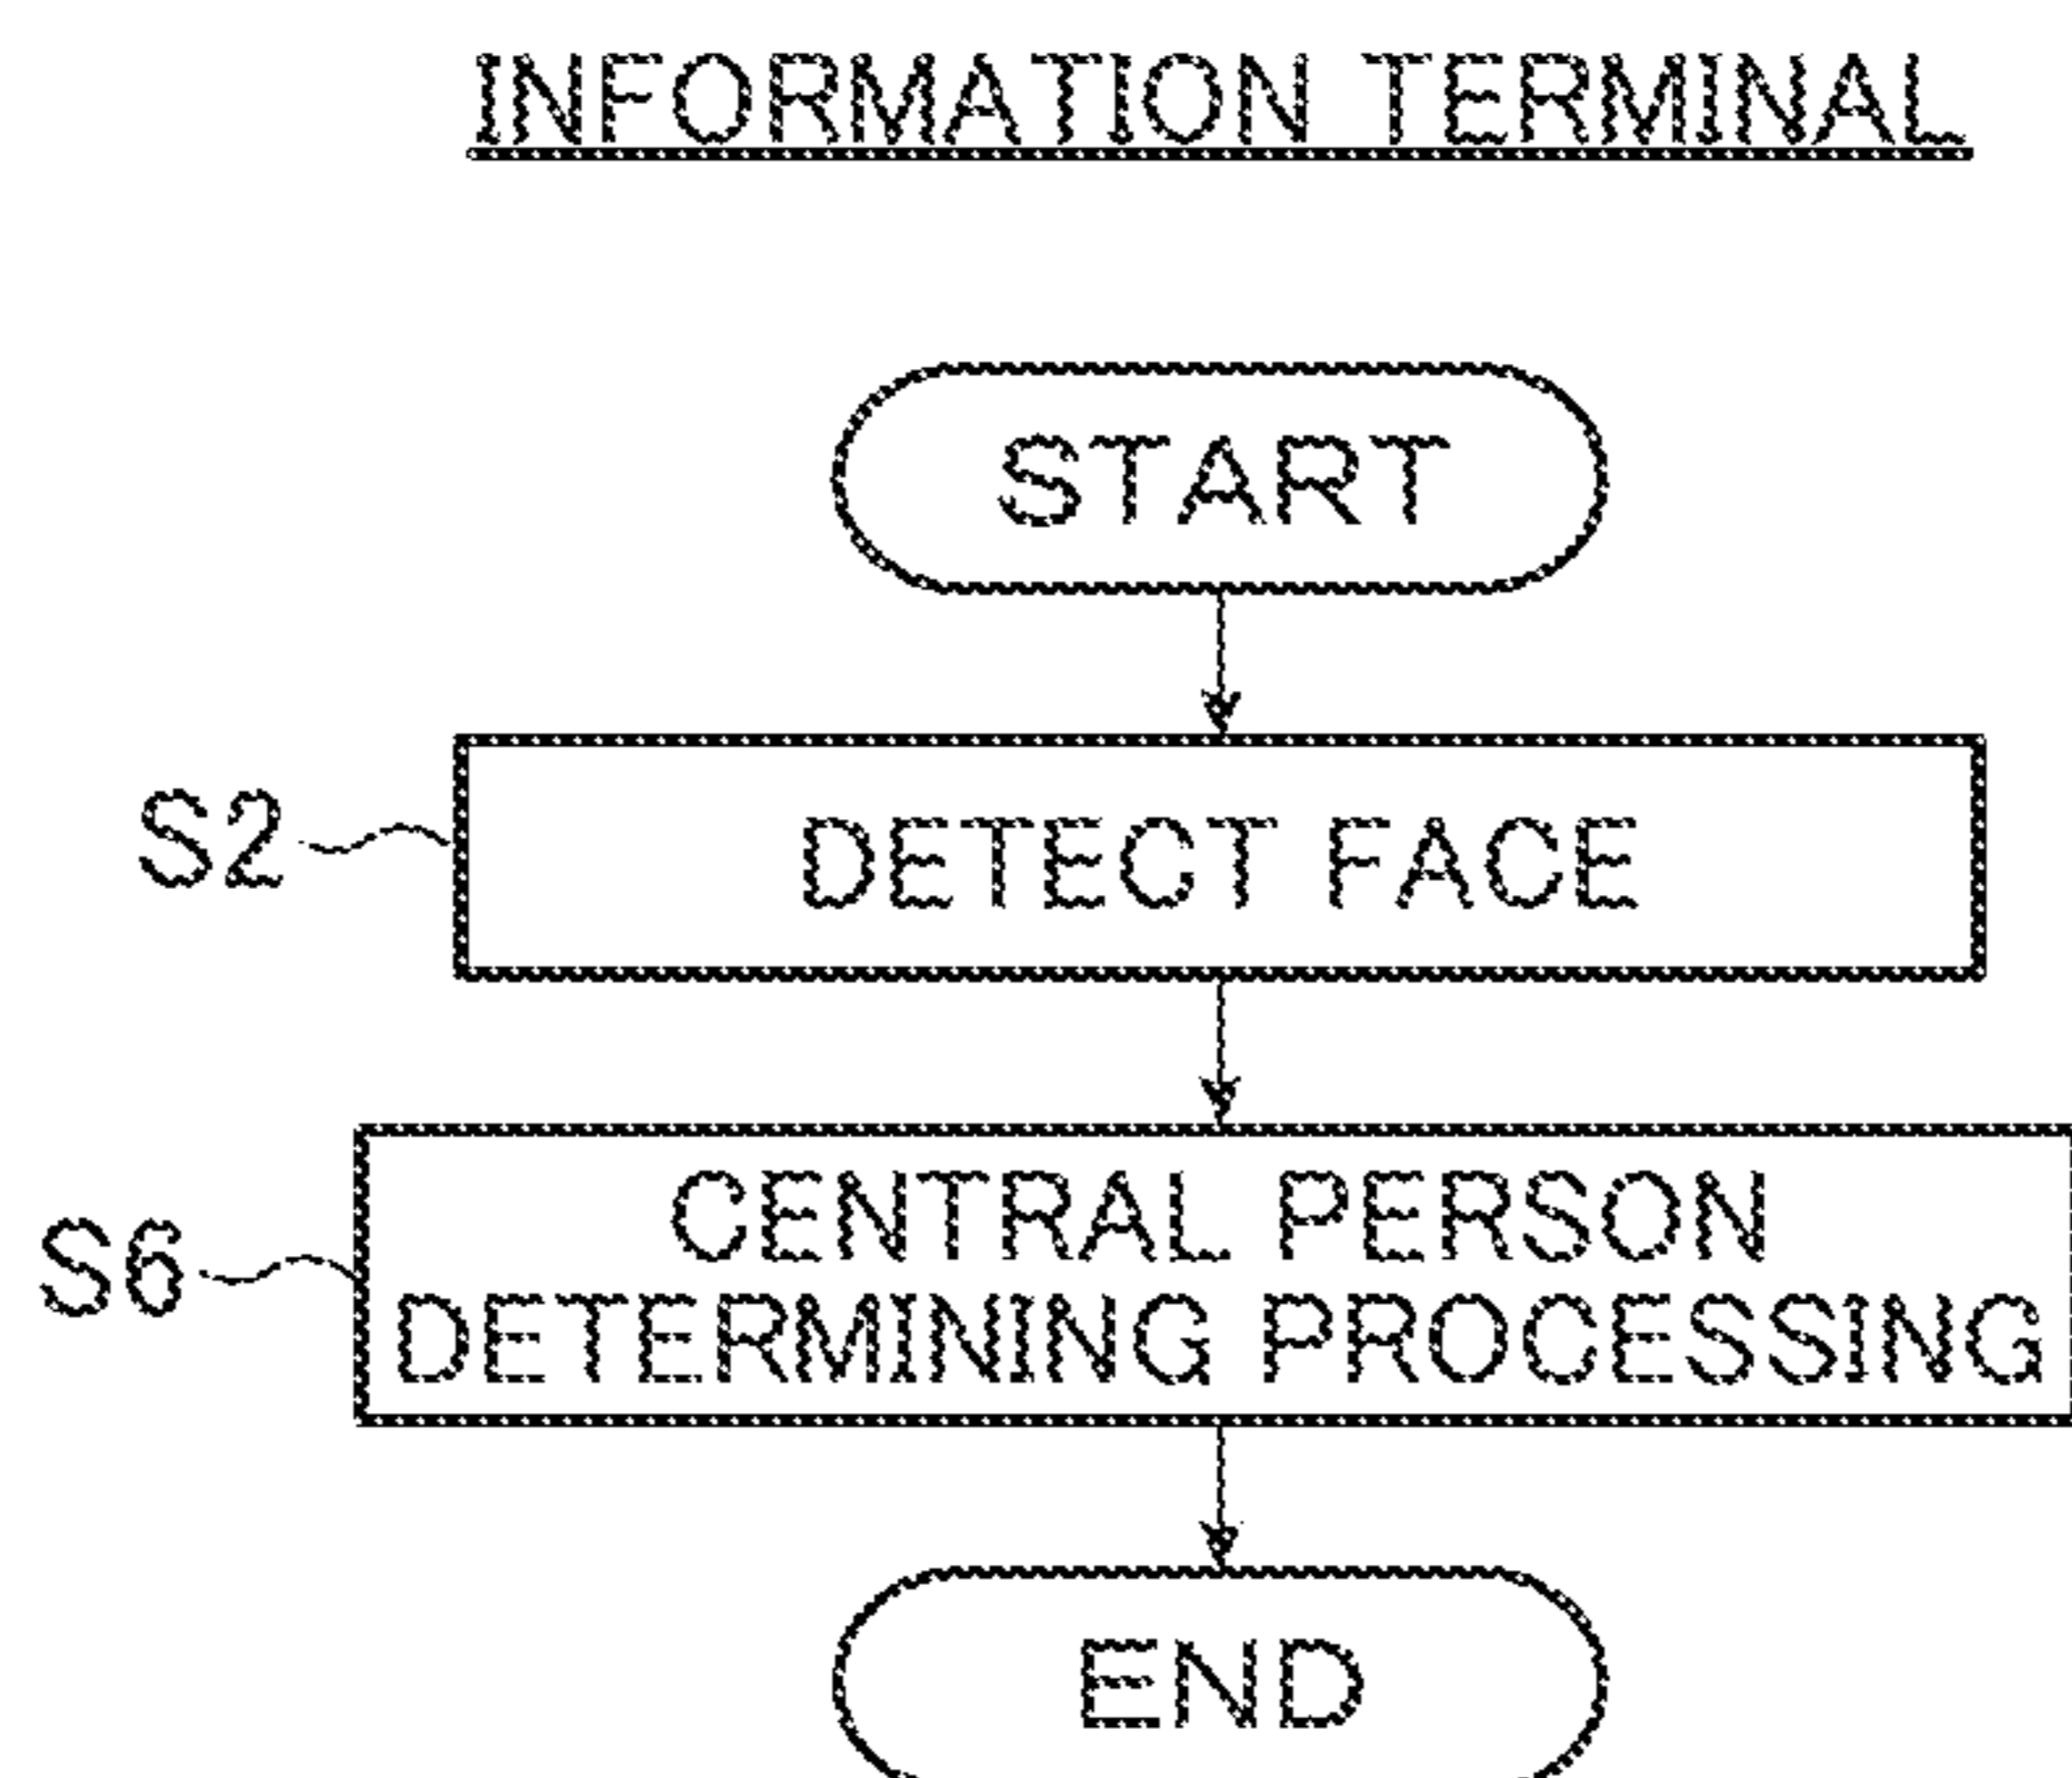 INFORMATION TERMINAL
START
S2
DETECT FACE
S6
CENTRAL PERSON
DETERMINING PROCESSING
END